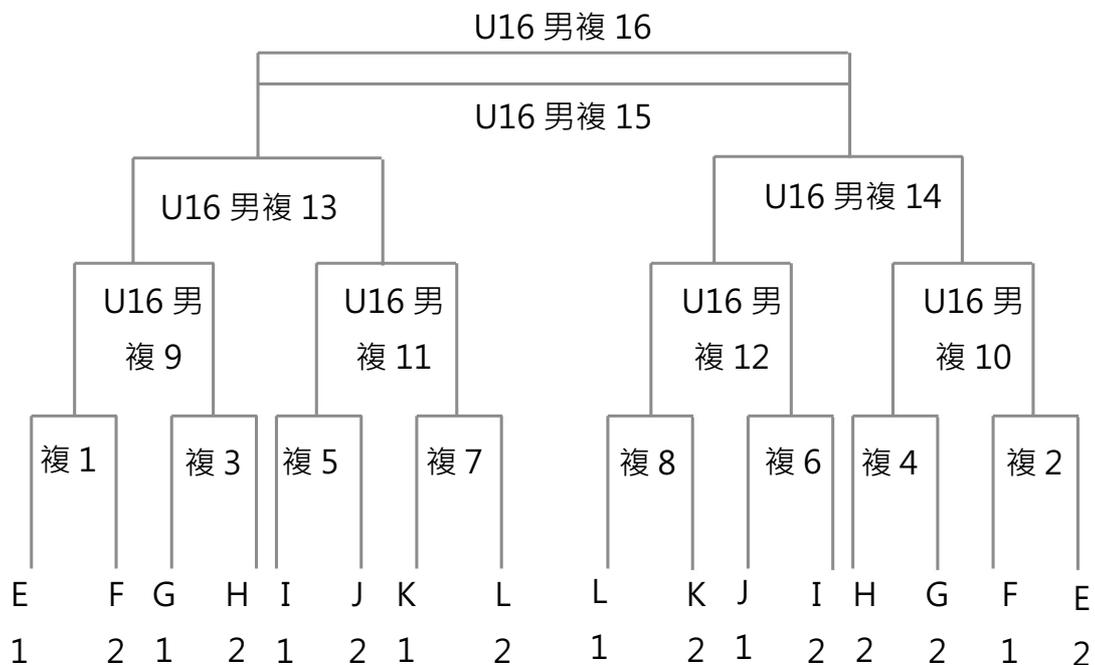 U16 男複 16
U16 男複 15
U16 男複 13
U16 男複 14
U16 男
複 9
U16 男
複 11
U16 男
複 12
U16 男
複 10
複 1
複 3
複 5
複 7
複 8
複 6
複 4
複 2
E F G H I J K L L K J I H G F E
1 2 1 2 1 2 1 2 1 2 1 2 2 2 1 2